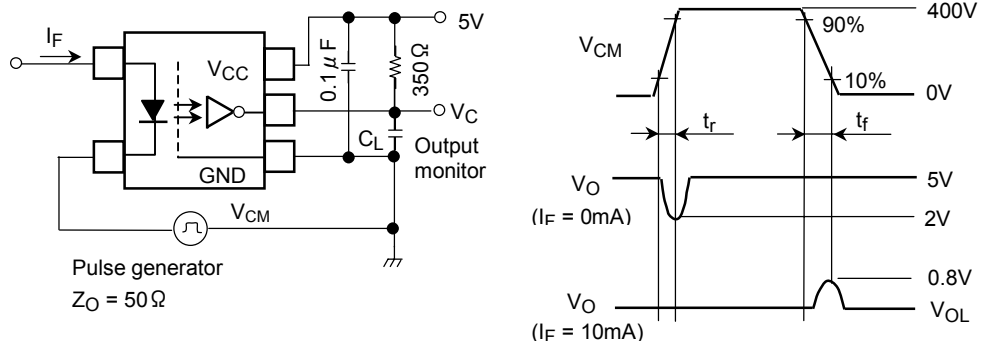 I_F
V_CC
GND
0.1 μF
350Ω
5V
V_C
C_L
Output
monitor
V_CM
Pulse generator
Z_O = 50 Ω
V_CM
400V
90%
10%
0V
t_r
t_f
V_O
(I_F = 0mA)
5V
2V
V_O
(I_F = 10mA)
0.8V
V_OL